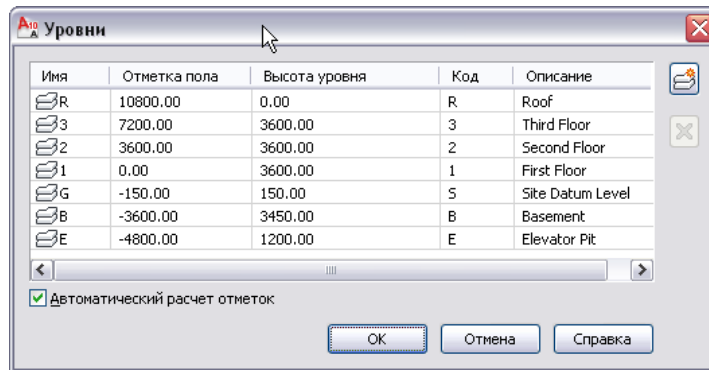 Уровни
Имя Отметка пола Высота уровня Код Описание
R 10800.00 0.00 R Roof
3 7200.00 3600.00 3 Third Floor
2 3600.00 3600.00 2 Second Floor
1 0.00 3600.00 1 First Floor
G -150.00 150.00 S Site Datum Level
B -3600.00 3450.00 B Basement
E -4800.00 1200.00 E Elevator Pit
Автоматический расчет отметок
OK Отмена Справка